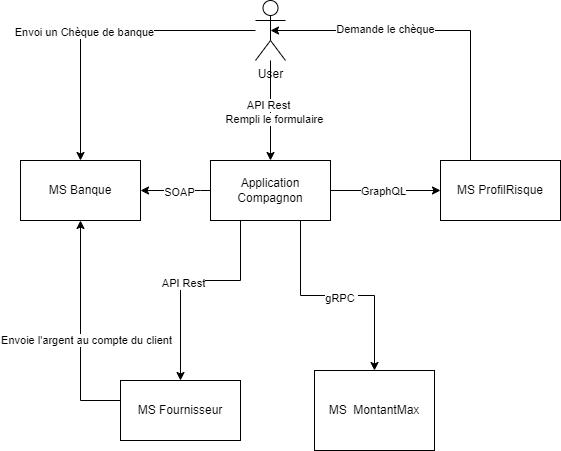 Envoi un Chèque de banque
Demande le chèque
User
API Rest
Rempli le formulaire
MS Banque
SOAP
Application
Compagnon
GraphQL
MS ProfilRisque
API Rest
gRPC
Envoie l'argent au compte du client
MS Fournisseur
MS MontantMax